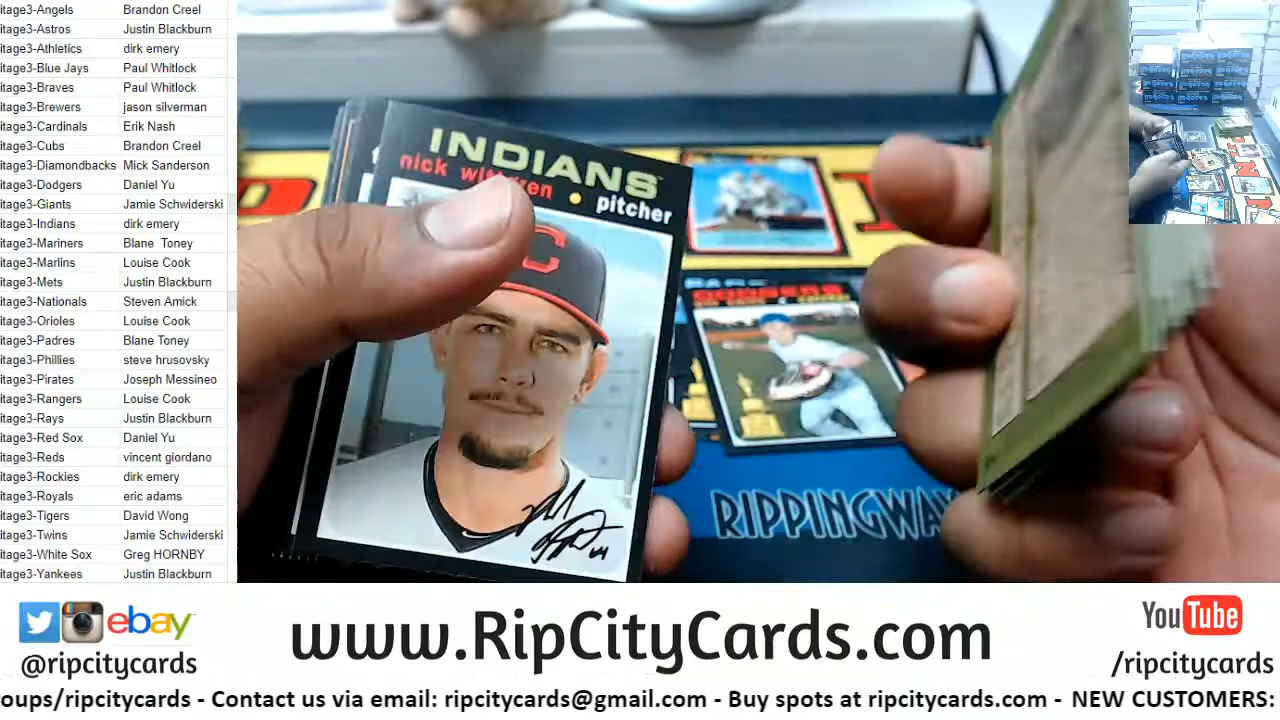 itage3-Angels Brandon Creel
itage3-Astros Justin Blackburn
itage3-Athletics dirk emery
itage3-Blue Jays Paul Whitlock
itage3-Braves Paul Whitlock
itage3-Brewers jason silverman
itage3-Cardinals Erik Nash
itage3-Cubs Brandon Creel
itage3-Diamondbacks Mick Sanderson
itage3-Dodgers Daniel Yu
itage3-Giants Jamie Schwiderski
itage3-Indians dirk emery
itage3-Mariners Blane Toney
itage3-Marlins Louise Cook
itage3-Mets Justin Blackburn
itage3-Nationals Steven Amick
itage3-Orioles Louise Cook
itage3-Padres Blane Toney
itage3-Phillies steve hrusovsky
itage3-Pirates Joseph Messineo
itage3-Rangers Louise Cook
itage3-Rays Justin Blackburn
itage3-Red Sox Daniel Yu
itage3-Reds vincent giordano
itage3-Rockies dirk emery
itage3-Royals eric adams
itage3-Tigers David Wong
itage3-Twins Jamie Schwiderski
itage3-White Sox Greg HORNBY
itage3-Yankees Justin Blackburn
INDIANS
nick
pitcher
C
DODGERS
RIPPINGWA
ebay
@ripcitycards
www.RipCityCards.com
YouTube
/ripcitycards
roups/ripcitycards - Contact us via email: ripcitycards@gmail.com - Buy spots at ripcitycards.com - NEW CUSTOMERS: